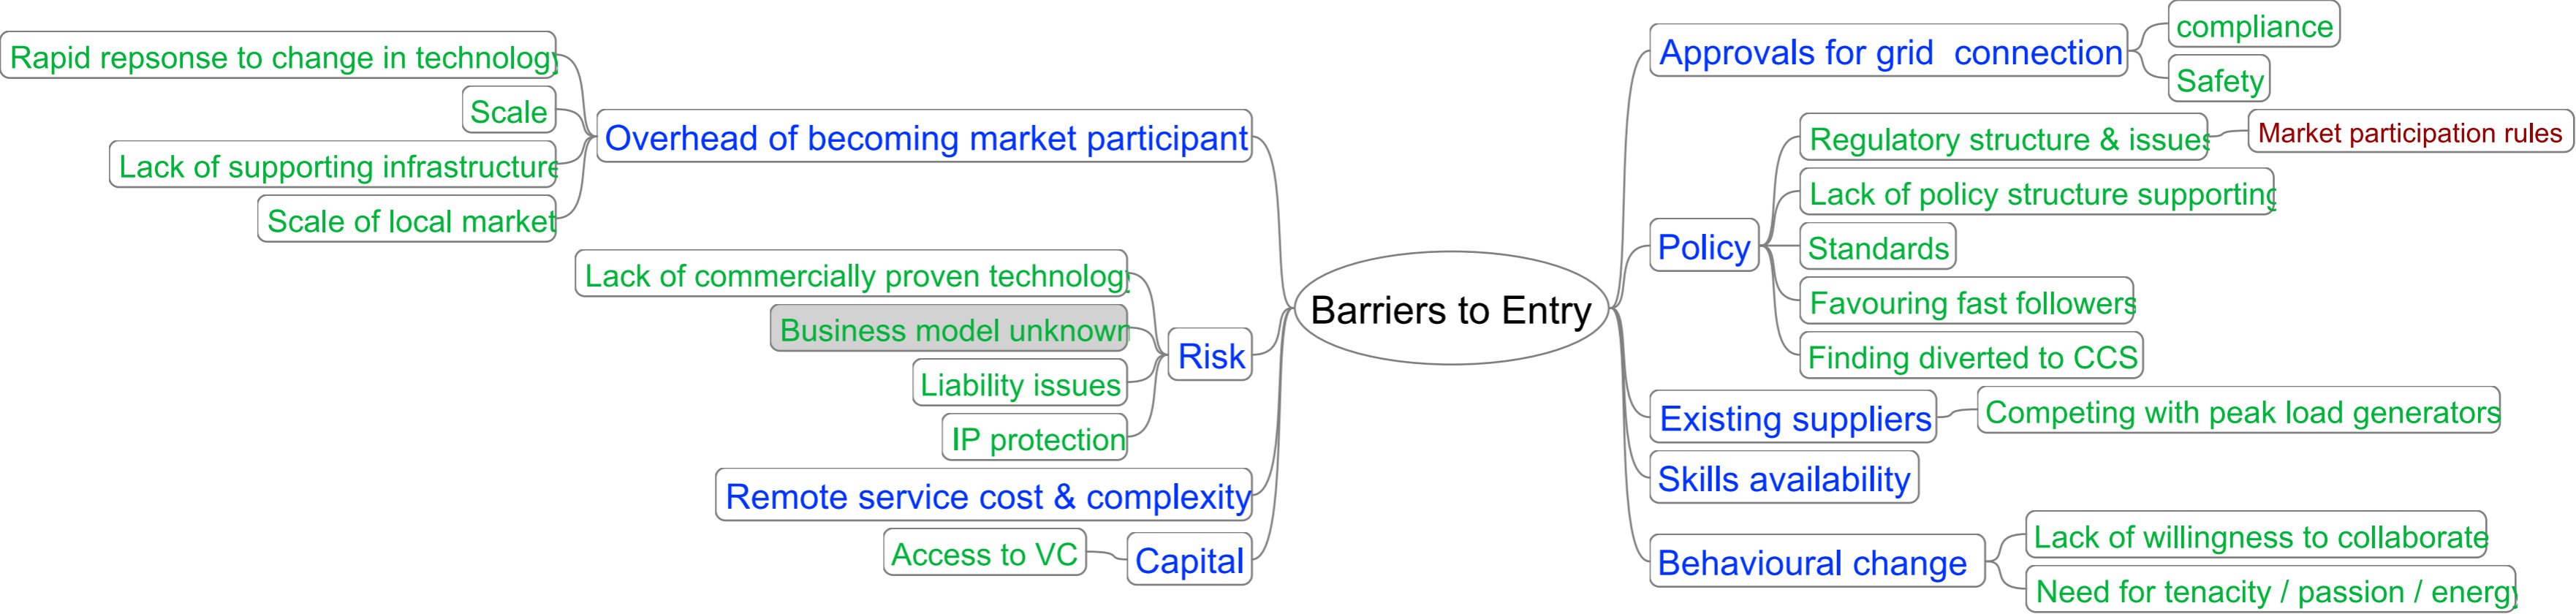 Barriers to Entry
Overhead of becoming market participant
Rapid repsonse to change in technology
Scale
Lack of supporting infrastructure
Scale of local market
Risk
Lack of commercially proven technology
Business model unknown
Liability issues
IP protection
Remote service cost & complexity
Capital
Access to VC
Approvals for grid  connection
compliance
Safety
Policy
Regulatory structure & issues
Market participation rules
Lack of policy structure supporting
Standards
Favouring fast followers
Finding diverted to CCS
Existing suppliers
Competing with peak load generators
Skills availability
Behavioural change
Lack of willingness to collaborate
Need for tenacity / passion / energy